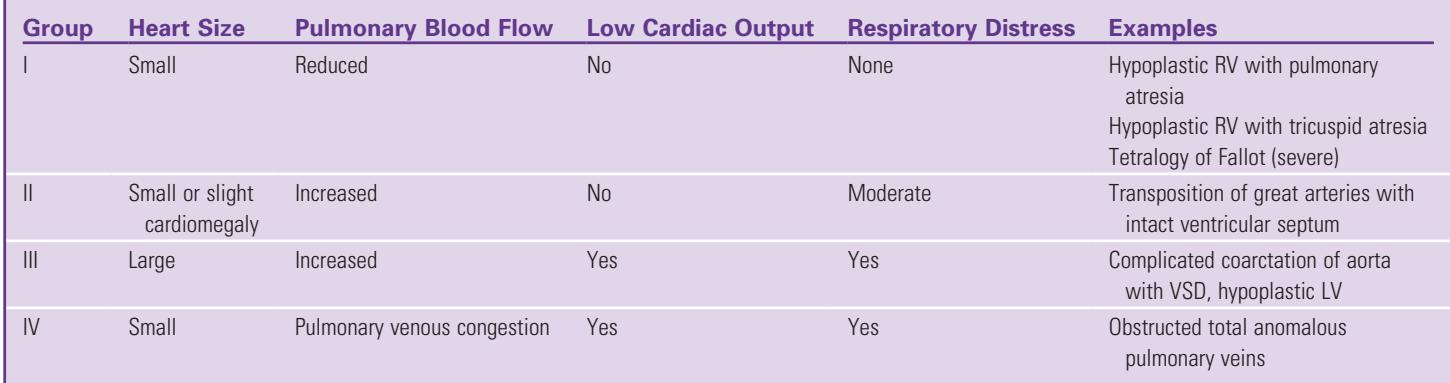 Group Heart Size Pulmonary Blood Flow Low Cardiac Output Respiratory Distress Examples
I Small Reduced No None Hypoplastic RV with pulmonary
atresia
Hypoplastic RV with tricuspid atresia
Tetralogy of Fallot (severe)
II Small or slight Increased No Moderate Transposition of great arteries with
cardiomegaly intact ventricular septum
III Large Increased Yes Yes Complicated coarctation of aorta
with VSD, hypoplastic LV
IV Small Pulmonary venous congestion Yes Yes Obstructed total anomalous
pulmonary veins